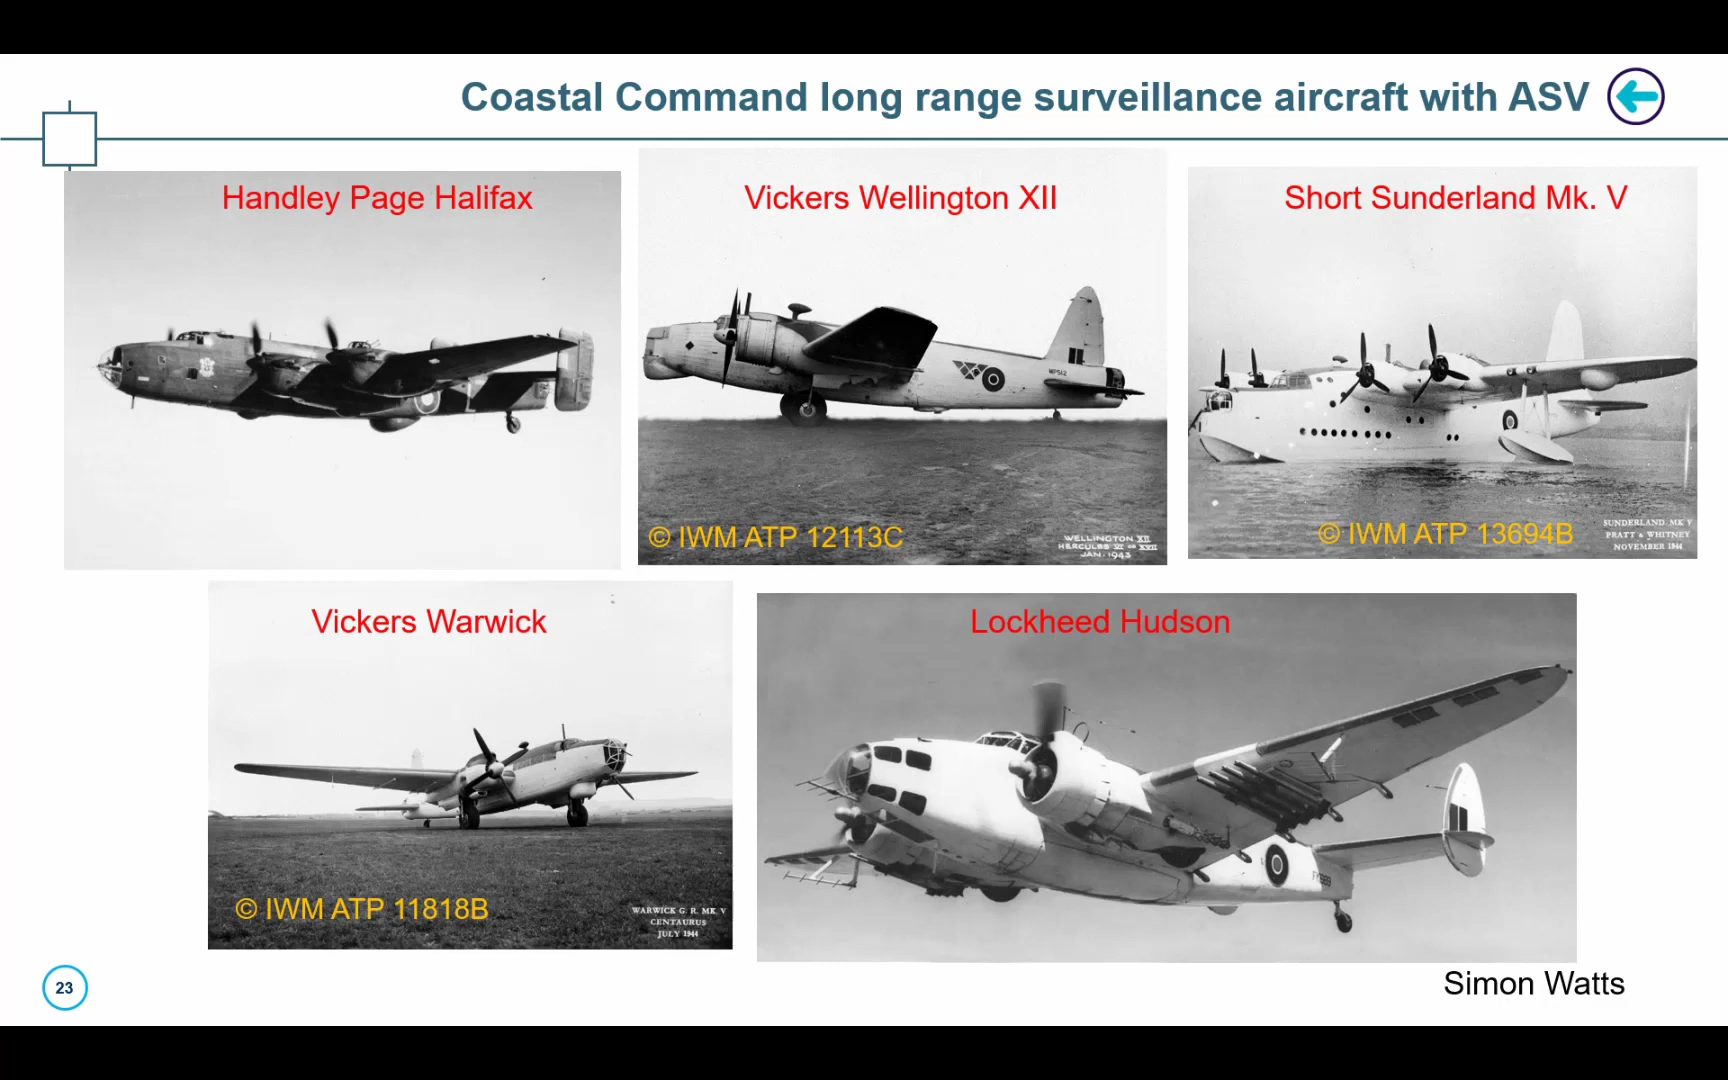 Coastal Command long range surveillance aircraft with ASV
Handley Page Halifax
Vickers Wellington XII
Short Sunderland Mk. V
MP542
© IWM ATP 12113C
WELLINGTON XII
JAN. 1943
© IWM ATP 13694B
SUNDERLAND MK V
PRATT & WHITNEY
NOVEMBER 1944
Vickers Warwick
Lockheed Hudson
© IWM ATP 11818B
WARWICK G. R. MK V
CENTAURUS
JULY 1944
23
Simon Watts